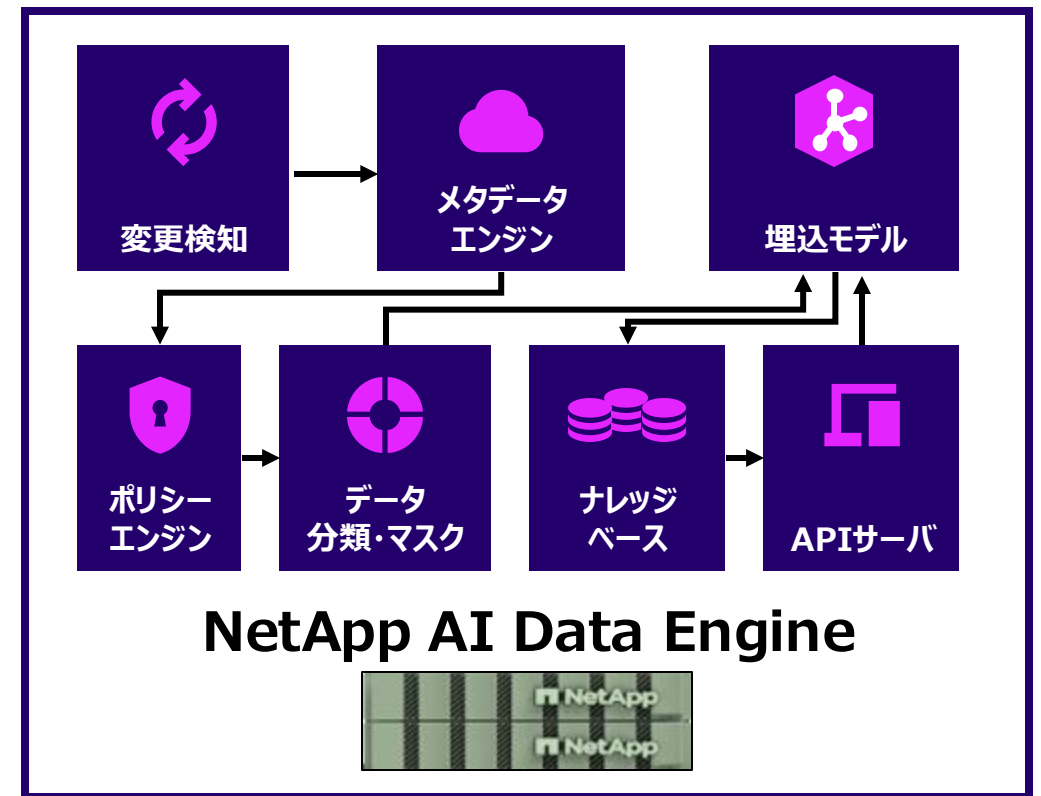 変更検知
メタデータ
エンジン
埋込モデル
ポリシー
エンジン
データ
分類・マスク
ナレッジ
ベース
APIサーバ
NetApp AI Data Engine
NetApp
NetApp